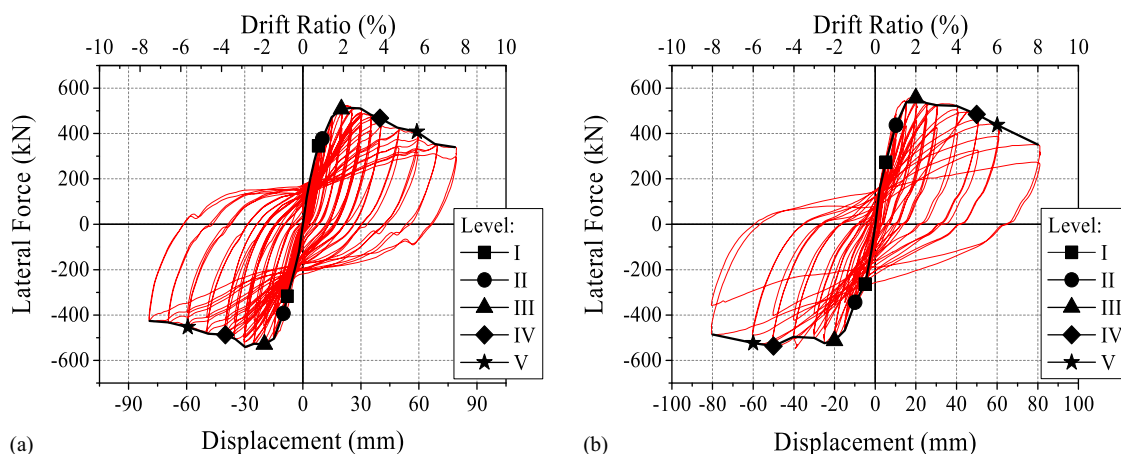 Drift Ratio (%)
-10 -8 -6 -4 -2 0 2 4 6 8 10
Lateral Force (kN)
600
400
200
0
-200
-400
-600
Level:
I
II
III
IV
V
-90 -60 -30 0 30 60 90
(a)
Displacement (mm)
Drift Ratio (%)
-10 -8 -6 -4 -2 0 2 4 6 8 10
Lateral Force (kN)
600
400
200
0
-200
-400
-600
Level:
I
II
III
IV
V
-100 -80 -60 -40 -20 0 20 40 60 80 100
(b)
Displacement (mm)